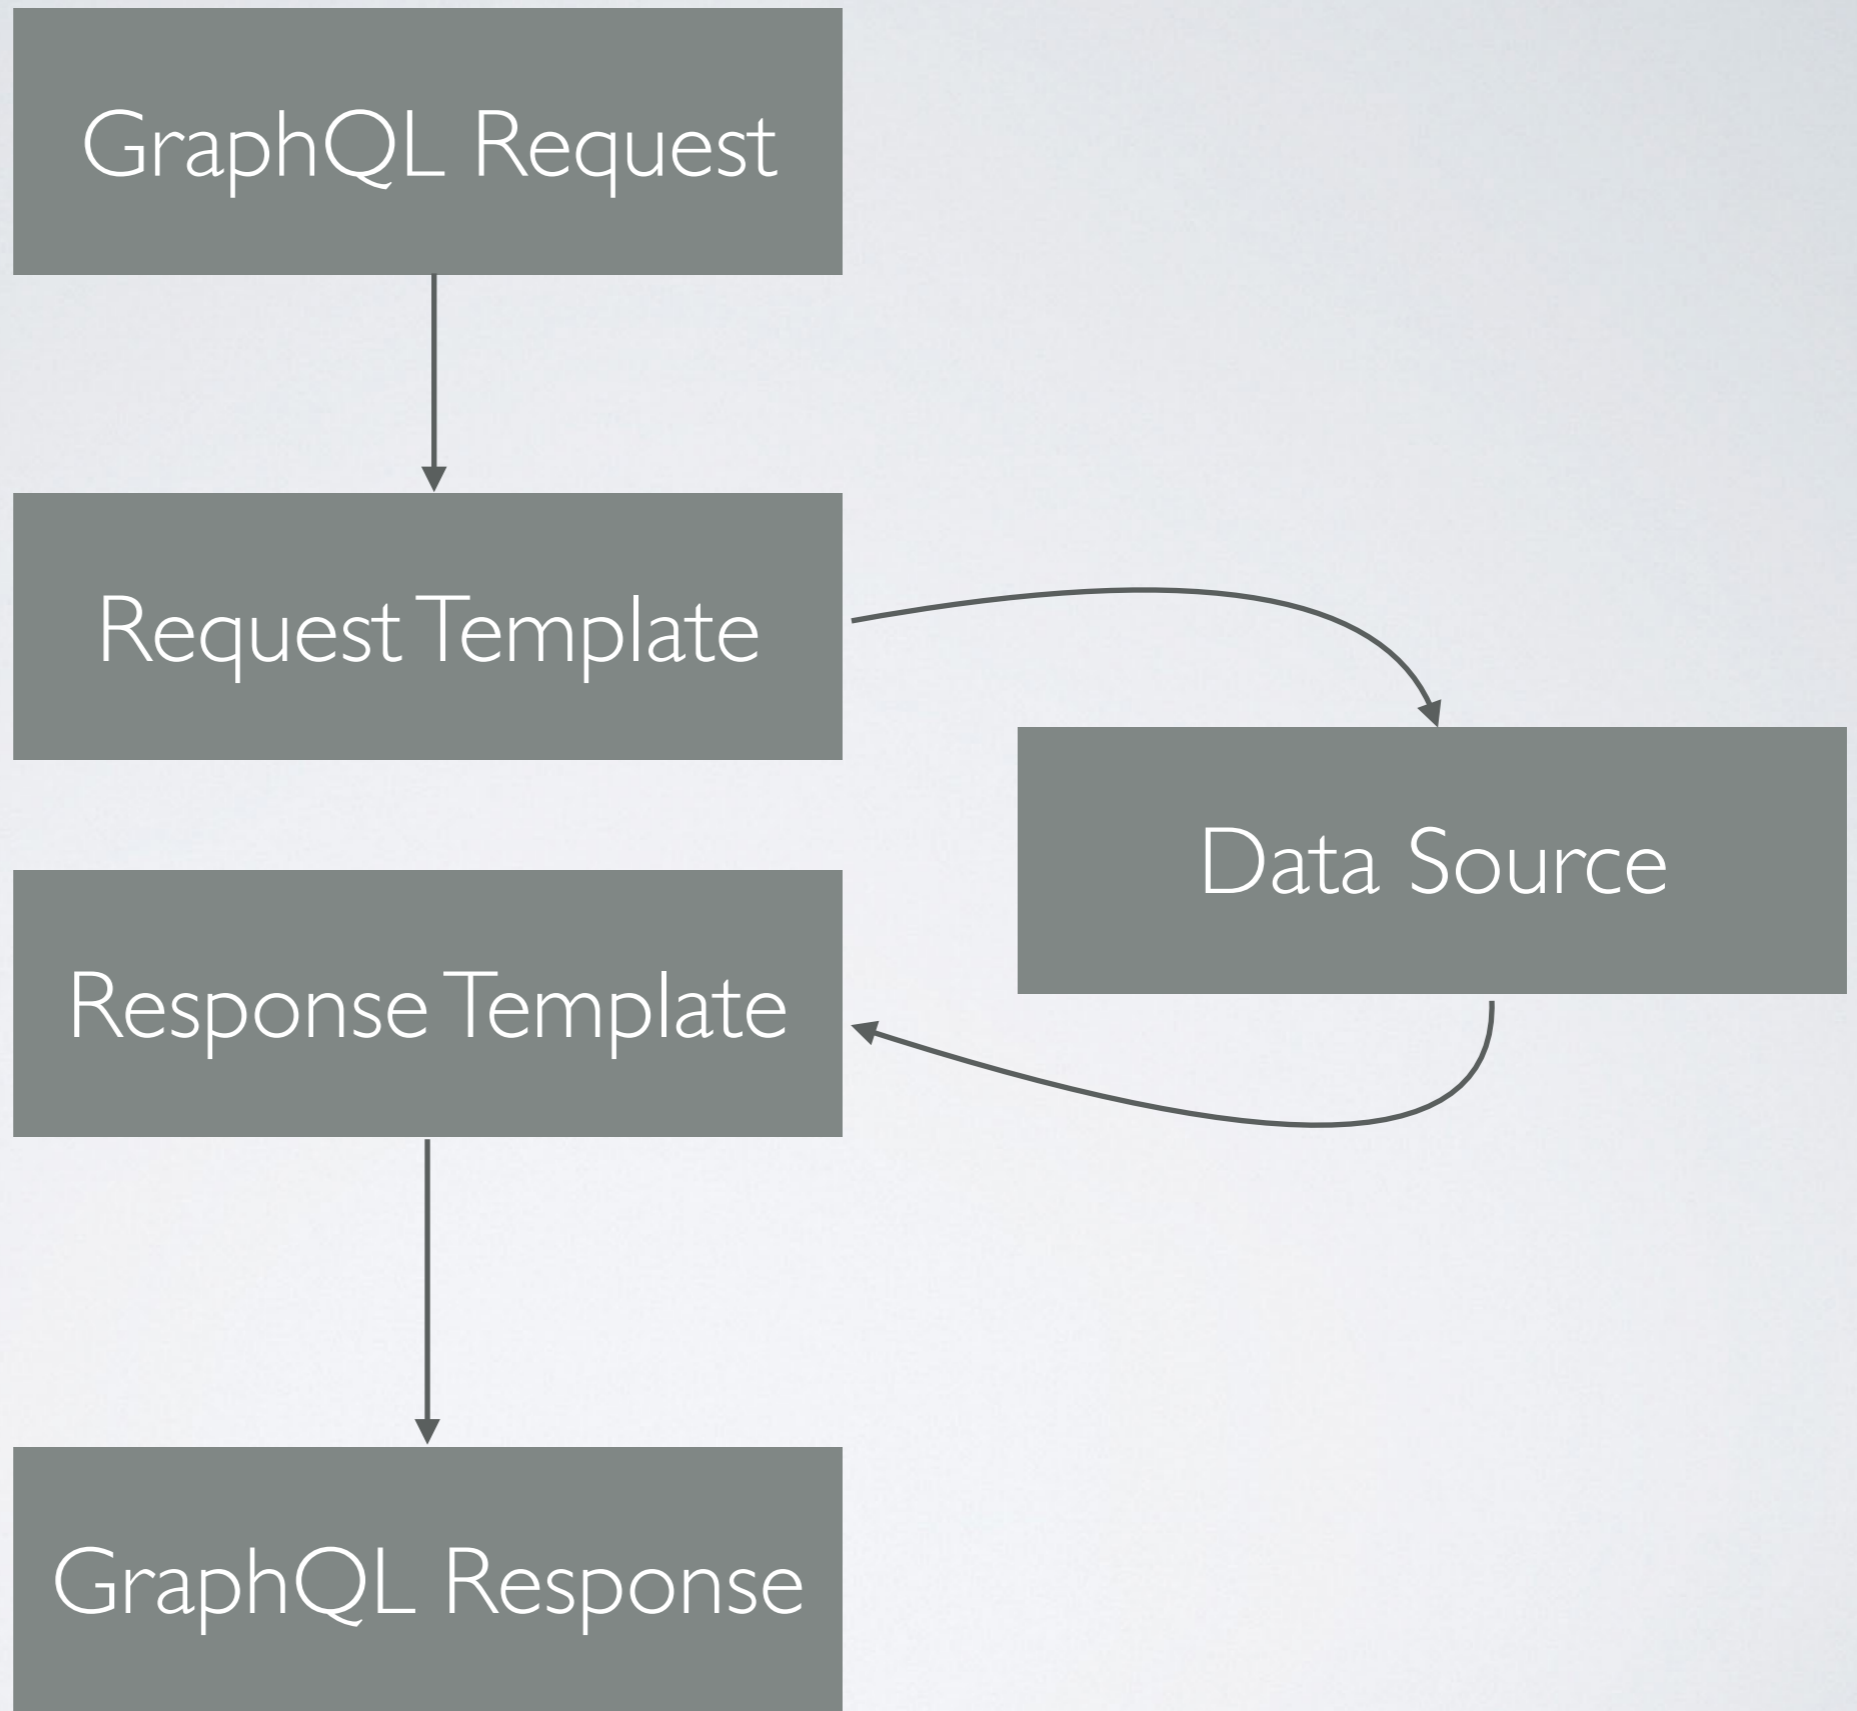 GraphQL Request
Request Template
Data Source
Response Template
GraphQL Response